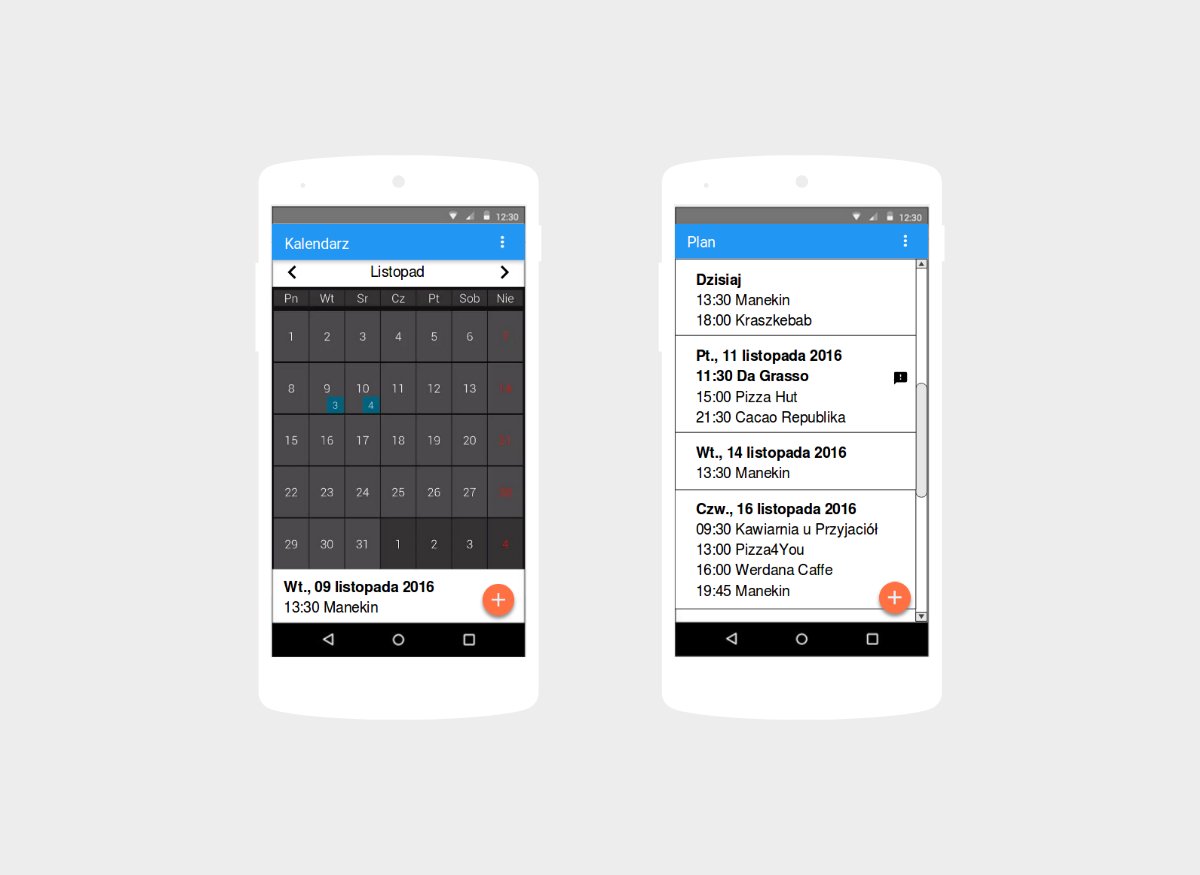 12:30
Kalendarz
Listopad
Pn Wt Sr Cz Pt Sob Nie
1 2 3 4 5 6 7
8 9 10 11 12 13 14
3 4
15 16 17 18 19 20 21
22 23 24 25 26 27
29 30 31 1 2 3 4
Wt., 09 listopada 2016
13:30 Manekin
12:30
Plan
Dzisiaj
13:30 Manekin
18:00 Kraszkebab
Pt., 11 listopada 2016
11:30 Da Grasso
15:00 Pizza Hut
21:30 Cacao Republika
Wt., 14 listopada 2016
13:30 Manekin
Czw., 16 listopada 2016
09:30 Kawiarnia u Przyjaciół
13:00 Pizza4You
16:00 Werdana Caffe
19:45 Manekin